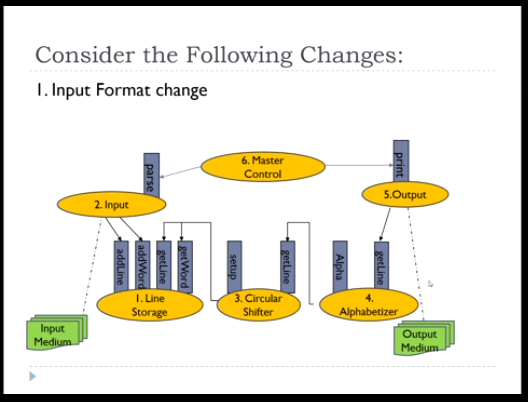 Consider the Following Changes:
1. Input Format change
6. Master
Control
parse
print
2. Input
5.Output
addLine
addWord
getLine
getWord
setup
getLine
Alpha
getLine
1. Line
Storage
3. Circular
Shifter
4.
Alphabetizer
Input
Medium
Output
Medium